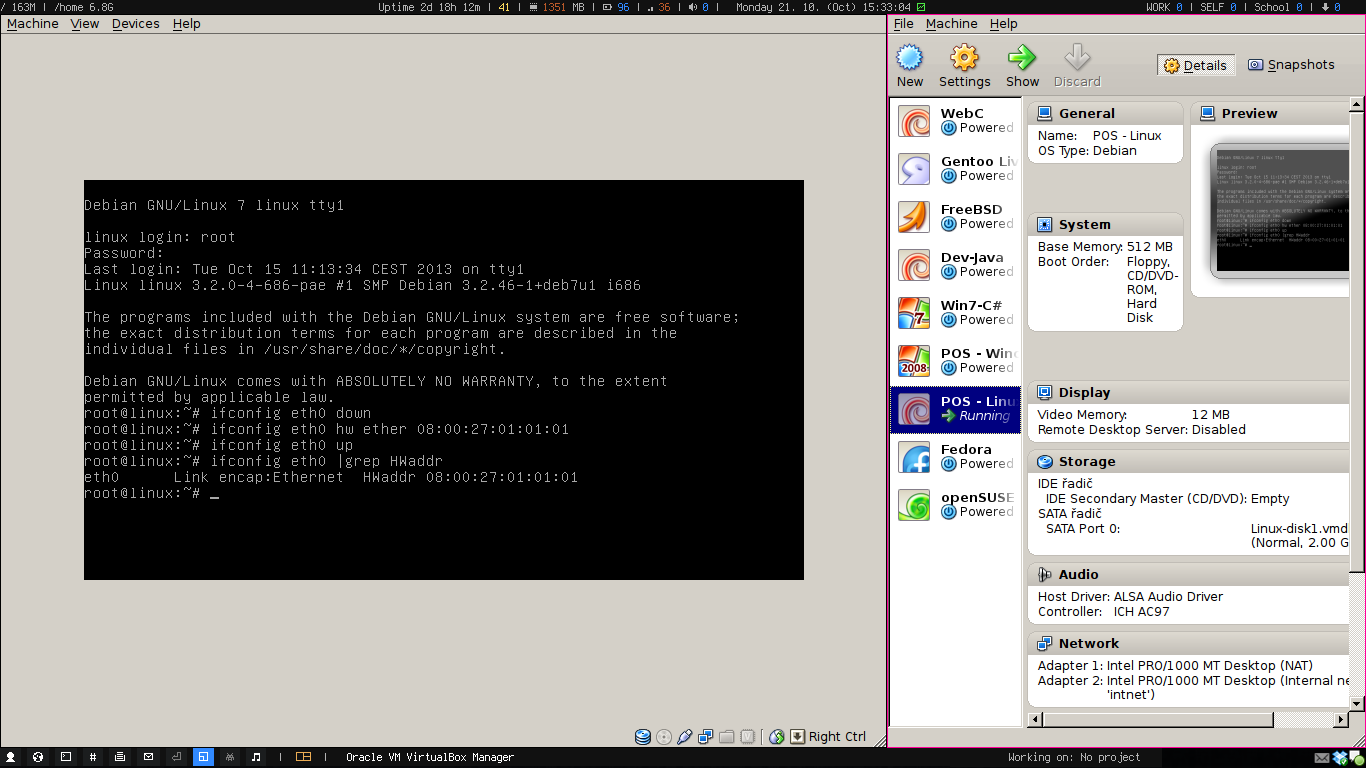 / 163M | /home 6.8G
Uptime 2d 18h 12m | 41 | 1351 MB | 96 | 36 | 0 | Monday 21. 10. (Oct) 15:33:04
WORK 0 | SELF 0 | School 0 | 0
Machine View Devices Help
File Machine Help
New Settings Show Discard
Details Snapshots
Debian GNU/Linux 7 linux tty1
linux login: root
Password:
Last login: Tue Oct 15 11:13:34 CEST 2013 on tty1
Linux linux 3.2.0-4-686-pae #1 SMP Debian 3.2.46-1+deb7u1 i686
The programs included with the Debian GNU/Linux system are free software;
the exact distribution terms for each program are described in the
individual files in /usr/share/doc/*/copyright.
Debian GNU/Linux comes with ABSOLUTELY NO WARRANTY, to the extent
permitted by applicable law.
root@linux:~# ifconfig eth0 down
root@linux:~# ifconfig eth0 hw ether 08:00:27:01:01:01
root@linux:~# ifconfig eth0 up
root@linux:~# ifconfig eth0 |grep HWaddr
eth0 Link encap:Ethernet HWaddr 08:00:27:01:01:01
root@linux:~# _
Right Ctrl
WebC
Powered
Gentoo Liv
Powered
FreeBSD
Powered
Dev-Java
Powered
Win7-C#
Powered
POS - Wind
Powered
POS - Linu
Running
Fedora
Powered
openSUSE
Powered
General
Name: POS - Linux
OS Type: Debian
Preview
System
Base Memory: 512 MB
Boot Order: Floppy,
CD/DVD-
ROM,
Hard
Disk
Display
Video Memory: 12 MB
Remote Desktop Server: Disabled
Storage
IDE řadič
IDE Secondary Master (CD/DVD): Empty
SATA řadič
SATA Port 0: Linux-disk1.vmd
(Normal, 2.00 G
Audio
Host Driver: ALSA Audio Driver
Controller: ICH AC97
Network
Adapter 1: Intel PRO/1000 MT Desktop (NAT)
Adapter 2: Intel PRO/1000 MT Desktop (Internal ne
'intnet')
Oracle VM VirtualBox Manager
Working on: No project